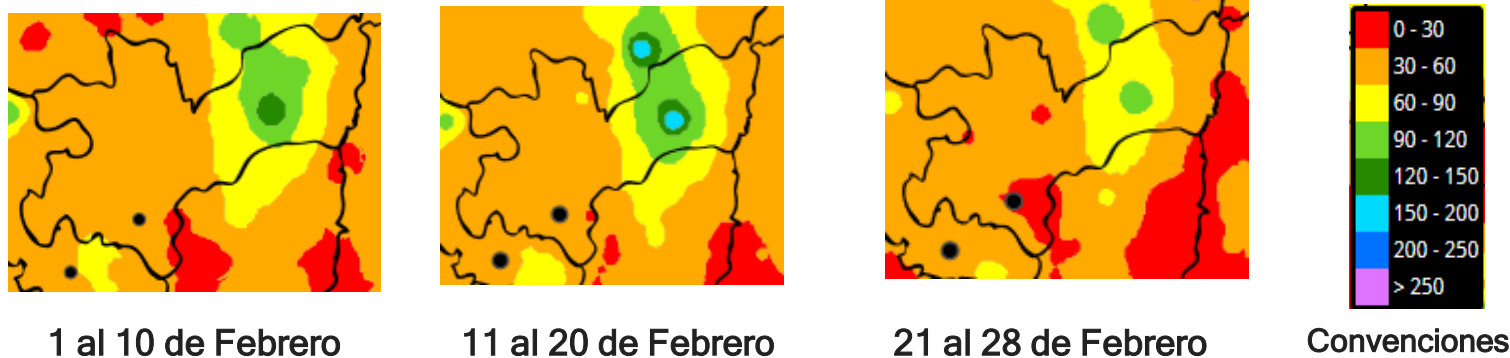 0 - 30
30 - 60
60 - 90
90 - 120
120 - 150
150 - 200
200 - 250
> 250
1 al 10 de Febrero
11 al 20 de Febrero
21 al 28 de Febrero
Convenciones